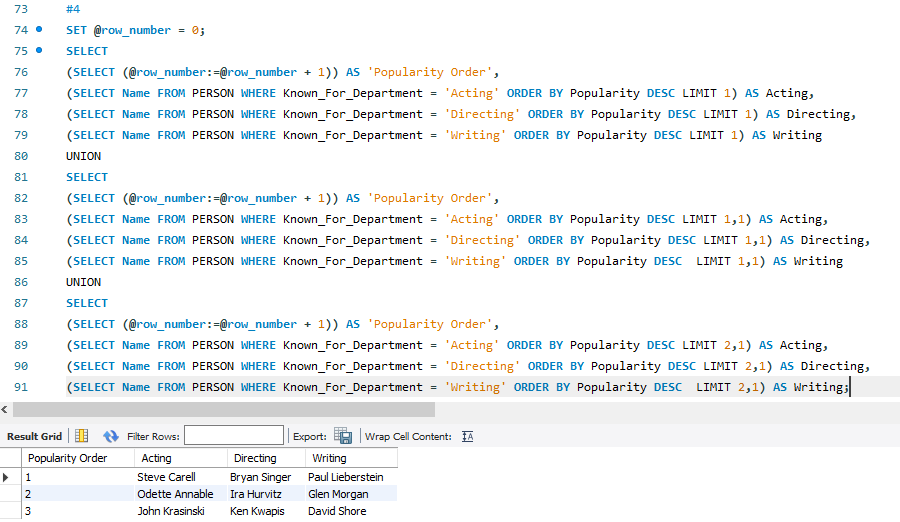 73 #4
74 SET @row_number = 0;
75 SELECT
76 (SELECT (@row_number:=@row_number + 1)) AS 'Popularity Order',
77 (SELECT Name FROM PERSON WHERE Known_For_Department = 'Acting' ORDER BY Popularity DESC LIMIT 1) AS Acting,
78 (SELECT Name FROM PERSON WHERE Known_For_Department = 'Directing' ORDER BY Popularity DESC LIMIT 1) AS Directing,
79 (SELECT Name FROM PERSON WHERE Known_For_Department = 'Writing' ORDER BY Popularity DESC LIMIT 1) AS Writing
80 UNION
81 SELECT
82 (SELECT (@row_number:=@row_number + 1)) AS 'Popularity Order',
83 (SELECT Name FROM PERSON WHERE Known_For_Department = 'Acting' ORDER BY Popularity DESC LIMIT 1,1) AS Acting,
84 (SELECT Name FROM PERSON WHERE Known_For_Department = 'Directing' ORDER BY Popularity DESC LIMIT 1,1) AS Directing,
85 (SELECT Name FROM PERSON WHERE Known_For_Department = 'Writing' ORDER BY Popularity DESC  LIMIT 1,1) AS Writing
86 UNION
87 SELECT
88 (SELECT (@row_number:=@row_number + 1)) AS 'Popularity Order',
89 (SELECT Name FROM PERSON WHERE Known_For_Department = 'Acting' ORDER BY Popularity DESC LIMIT 2,1) AS Acting,
90 (SELECT Name FROM PERSON WHERE Known_For_Department = 'Directing' ORDER BY Popularity DESC LIMIT 2,1) AS Directing,
91 (SELECT Name FROM PERSON WHERE Known_For_Department = 'Writing' ORDER BY Popularity DESC  LIMIT 2,1) AS Writing;
Result Grid Filter Rows: Export: Wrap Cell Content:
Popularity Order Acting Directing Writing
1 Steve Carell Bryan Singer Paul Lieberstein
2 Odette Annable Ira Hurvitz Glen Morgan
3 John Krasinski Ken Kwapis David Shore